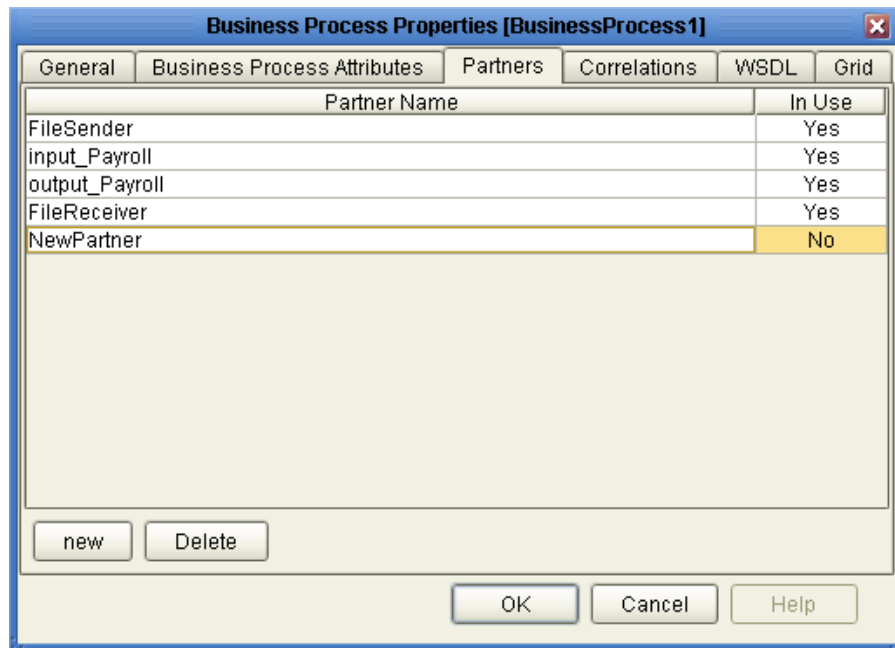 Business Process Properties [BusinessProcess1]
General Business Process Attributes Partners Correlations WSDL Grid
Partner Name In Use
FileSender Yes
input_Payroll Yes
output_Payroll Yes
FileReceiver Yes
NewPartner No
new Delete
OK Cancel Help